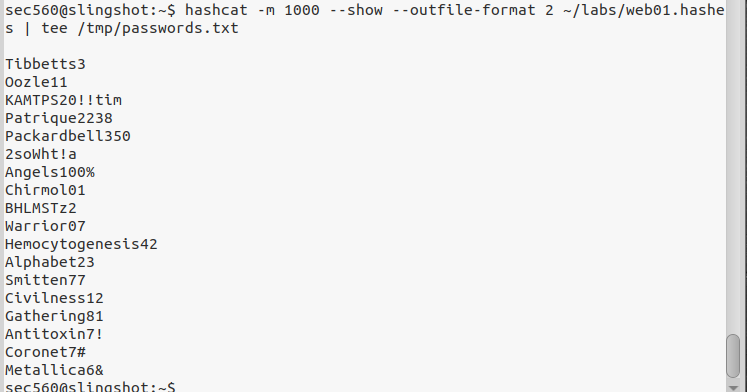 sec560@slingshot:~$ hashcat -m 1000 --show --outfile-format 2 ~/labs/web01.hashe
s | tee /tmp/passwords.txt
Tibbetts3
Oozle11
KAMTPS20!!tim
Patrique2238
Packardbell350
2soWht!a
Angels100%
Chirmol01
BHLMSTz2
Warrior07
Hemocytogenesis42
Alphabet23
Smitten77
Civilness12
Gathering81
Antitoxin7!
Coronet7#
Metallica6&
sec560@slingshot:~$